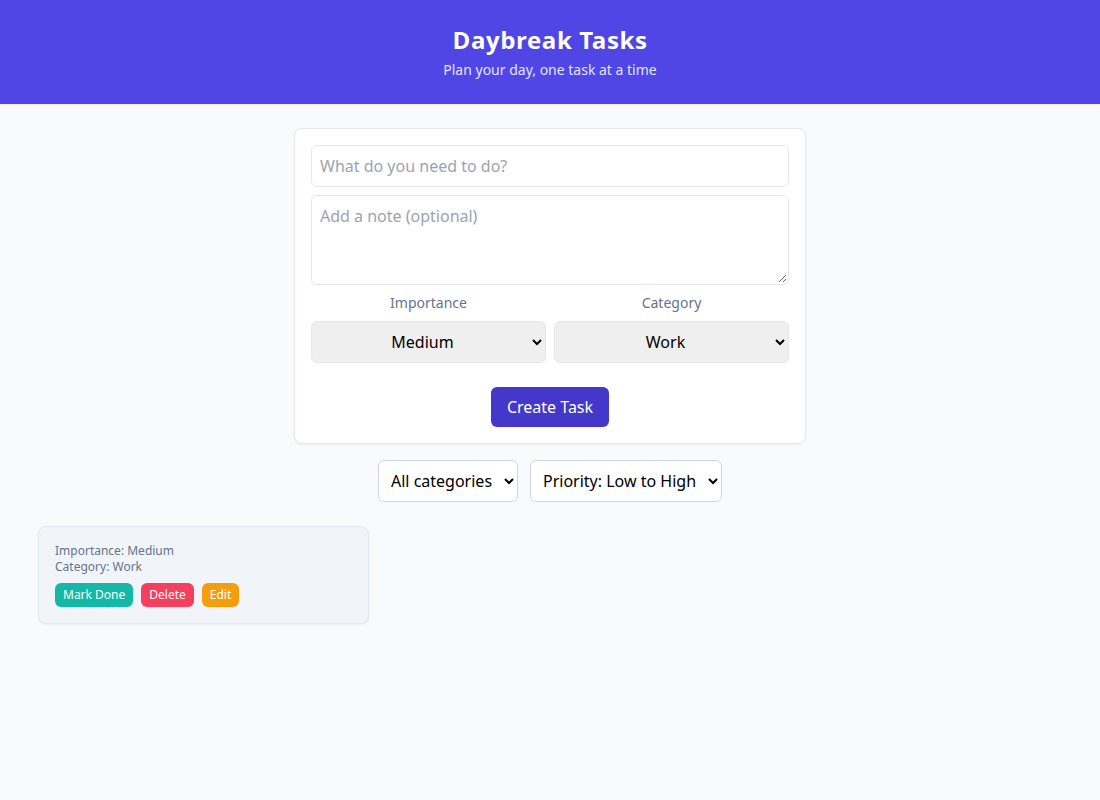 Daybreak Tasks
Plan your day, one task at a time
What do you need to do?
Add a note (optional)
Importance Category
Medium Work
Create Task
All categories Priority: Low to High
Importance: Medium
Category: Work
Mark Done Delete Edit